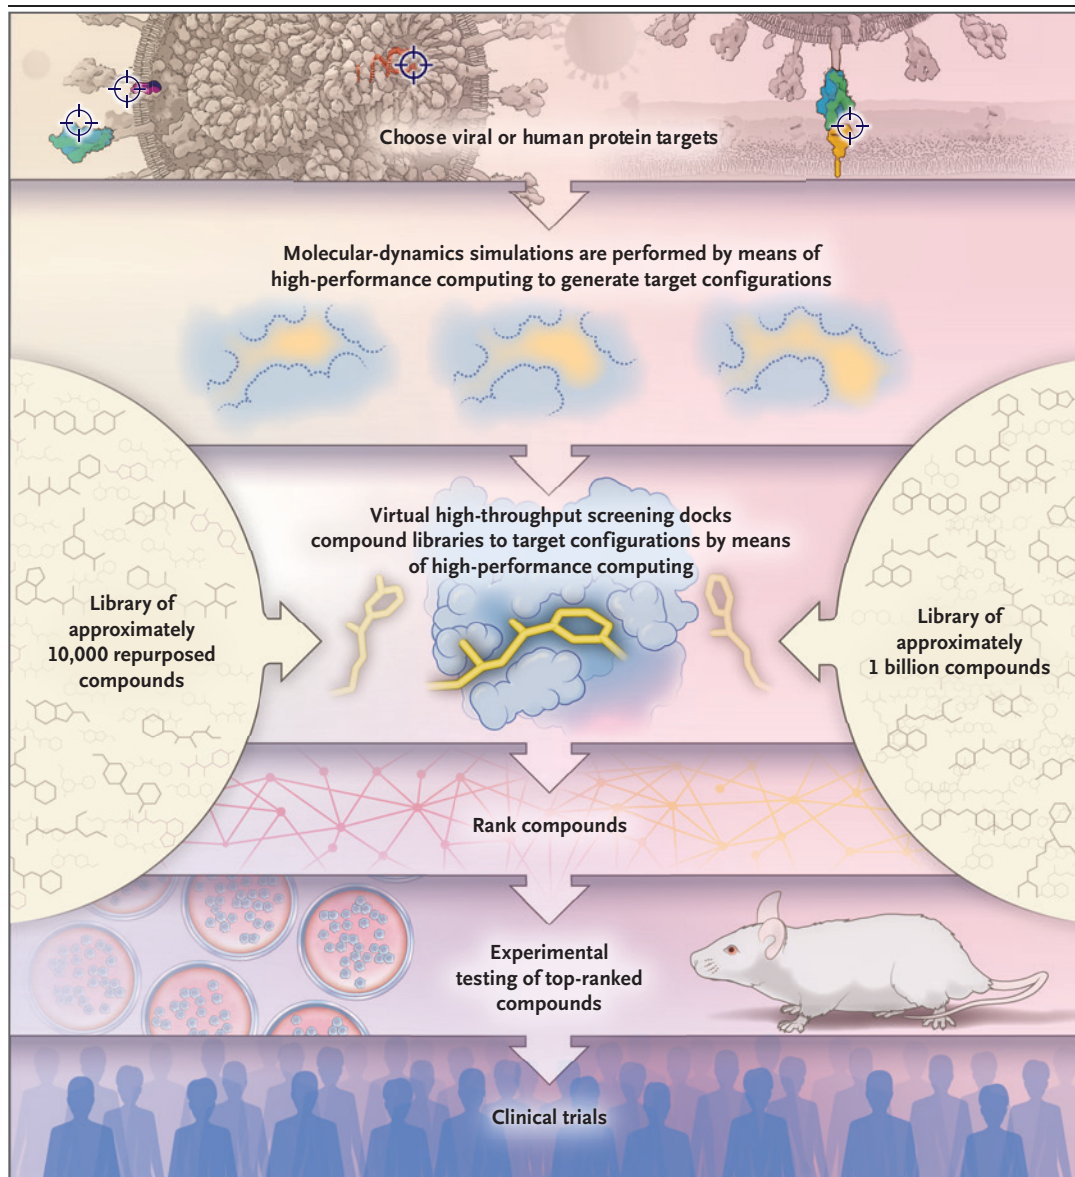 Choose viral or human protein targets
Molecular-dynamics simulations are performed by means of
high-performance computing to generate target configurations
Virtual high-throughput screening docks
compound libraries to target configurations by means
of high-performance computing
Library of
approximately
10,000 repurposed
compounds
Library of
approximately
1 billion compounds
Rank compounds
Experimental
testing of top-ranked
compounds
Clinical trials